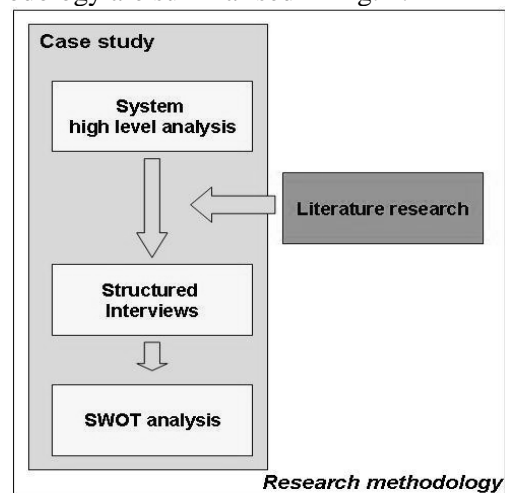 Case study
System
high level analysis
Literature research
Structured
Interviews
SWOT analysis
Research methodology